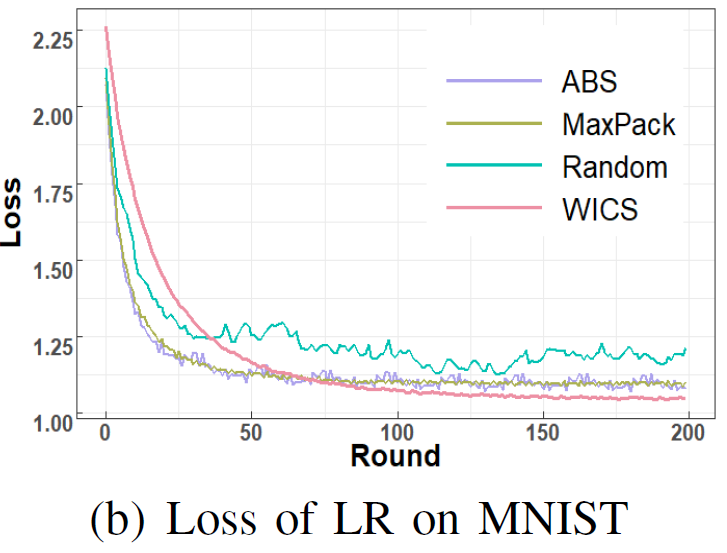 2.25
2.00
1.75
1.50
1.25
1.00
Loss
ABS
MaxPack
Random
WICS
0 50 100 150 200
Round
(b) Loss of LR on MNIST